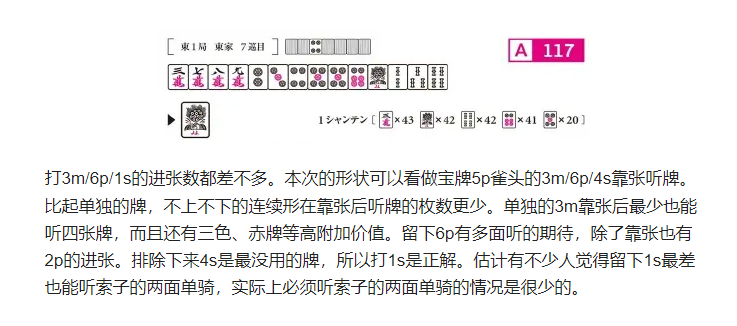 東1局 東家 7巡目
A 117
三 七 八 九
萬 萬 萬 萬
1シャンテン〔 ×43 ×42 ×42 ×41 ×20〕
打3m/6p/1s的进张数都差不多。本次的形状可以看做宝牌5p雀头的3m/6p/4s靠张听牌。
比起单独的牌，不上不下的连续形在靠张后听牌的枚数更少。单独的3m靠张后最少也能
听四张牌，而且还有三色、赤牌等高附加价值。留下6p有多面听的期待，除了靠张也有
2p的进张。排除下来4s是最没用的牌，所以打1s是正解。估计有不少人觉得留下1s最差
也能听索子的两面单骑，实际上必须听索子的两面单骑的情况是很少的。